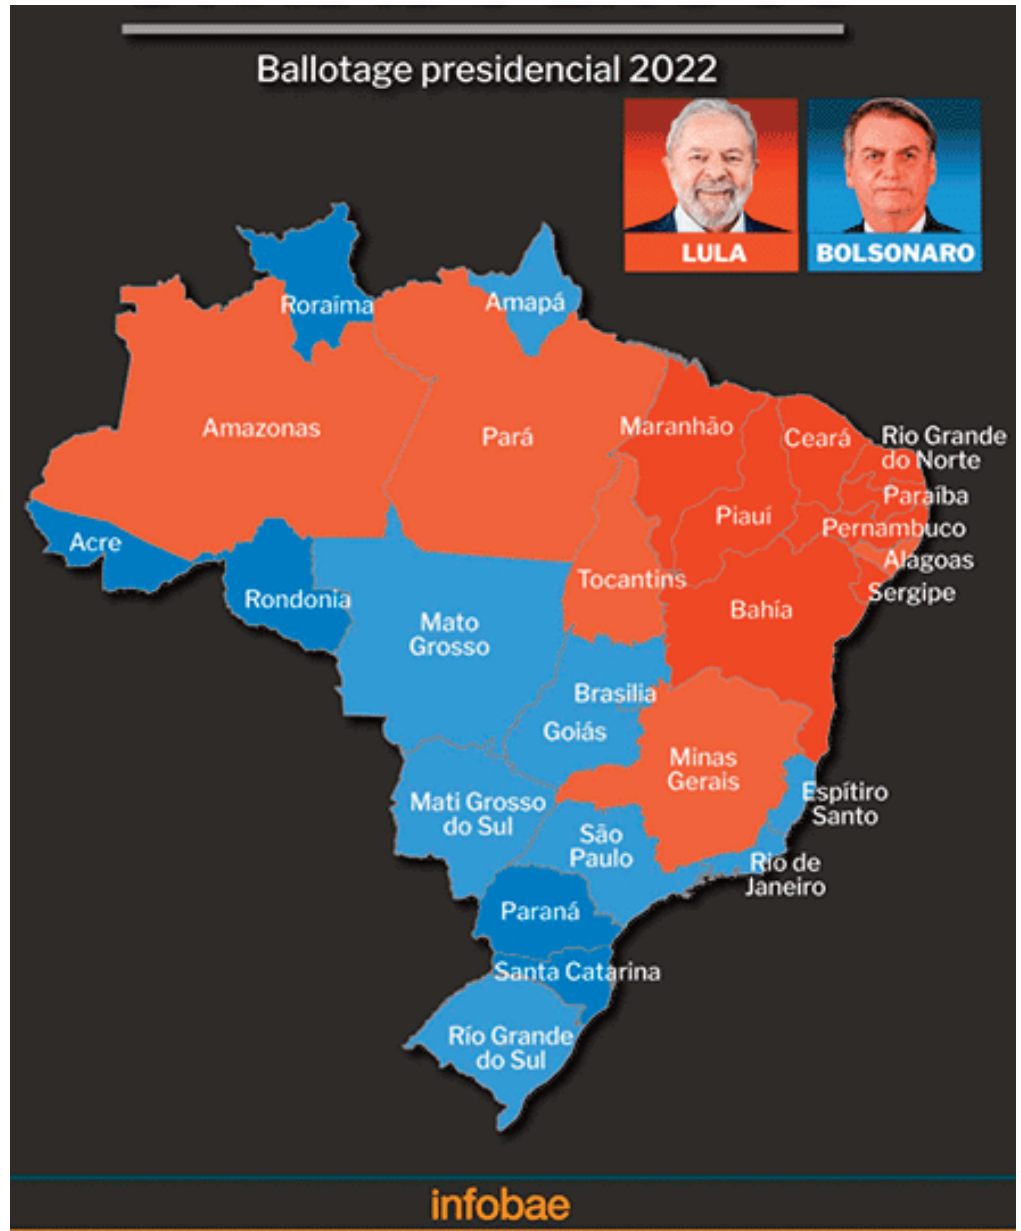 Ballotage presidencial 2022
LULA
BOLSONARO
Roraima
Amapá
Amazonas
Pará
Maranhão
Ceará
Rio Grande
do Norte
Paraíba
Piauí
Pernambuco
Acre
Alagoas
Tocantins
Sergipe
Rondonia
Bahía
Mato
Grosso
Brasilia
Goiás
Minas
Gerais
Mati Grosso
do Sul
Espítiro
Santo
São
Paulo
Rio de
Janeiro
Paraná
Santa Catarina
Río Grande
do Sul
infobae